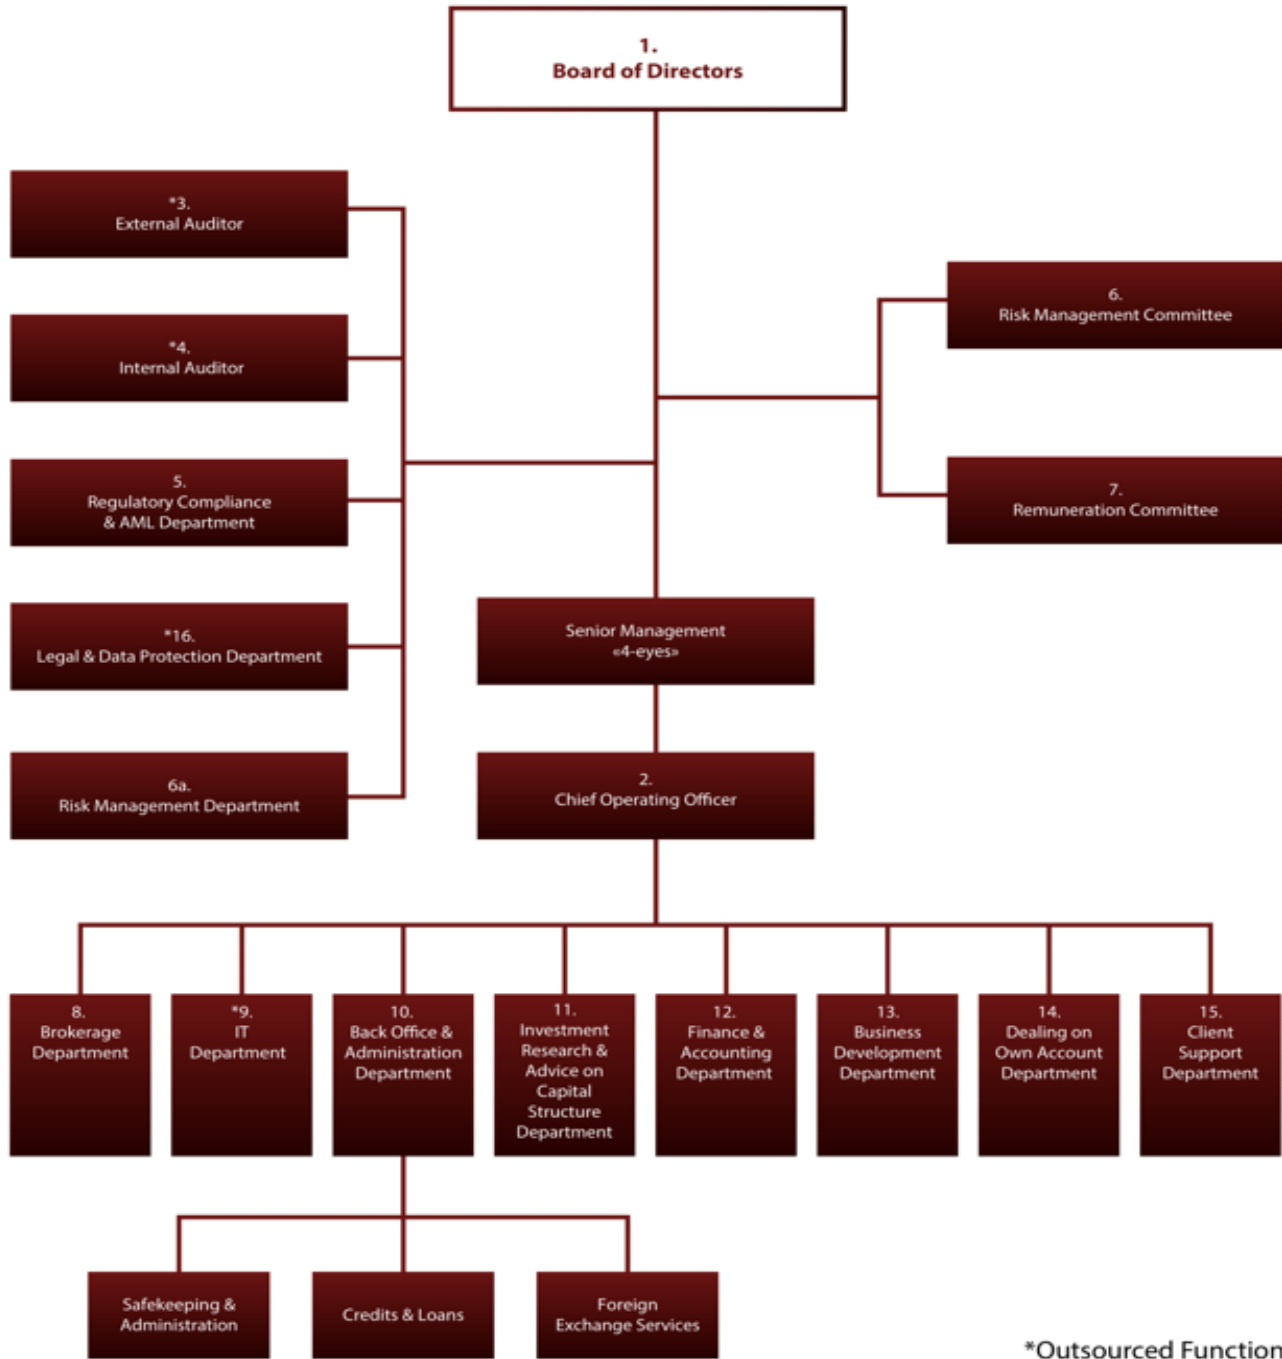 1.
Board of Directors
*3.
External Auditor
*4.
Internal Auditor
5.
Regulatory Compliance
& AML Department
*16.
Legal & Data Protection Department
6a.
Risk Management Department
6.
Risk Management Committee
7.
Remuneration Committee
Senior Management
«4-eyes»
2.
Chief Operating Officer
8.
Brokerage
Department
*9.
IT
Department
10.
Back Office &
Administration
Department
11.
Investment
Research &
Advice on
Capital
Structure
Department
12.
Finance &
Accounting
Department
13.
Business
Development
Department
14.
Dealing on
Own Account
Department
15.
Client
Support
Department
Safekeeping &
Administration
Credits & Loans
Foreign
Exchange Services
*Outsourced Function